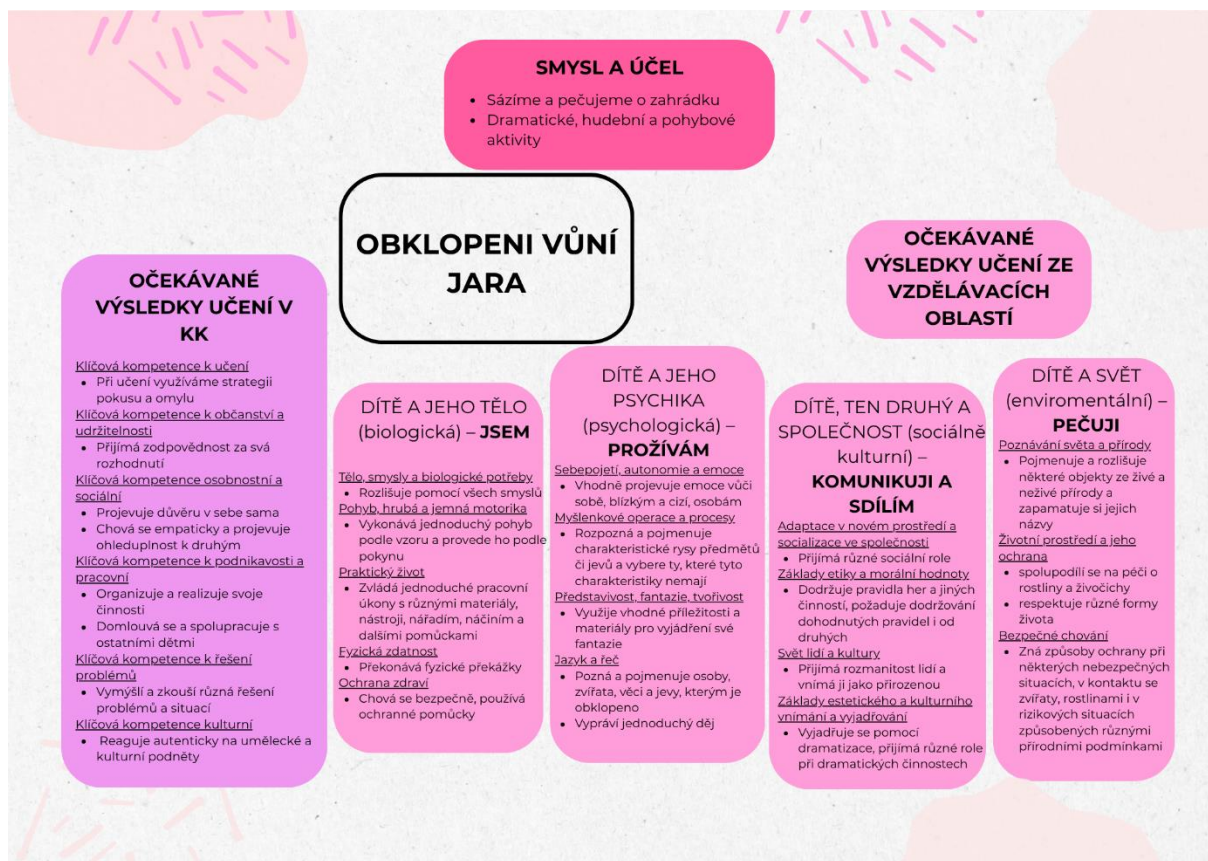 SMYSL A ÚČEL
• Sázíme a pečujeme o zahrádku
• Dramatické, hudební a pohybové
aktivity
OBKLOPENI VŮNÍ
JARA
OČEKÁVANÉ
VÝSLEDKY UČENÍ ZE
VZDĚLÁVACÍCH
OBLASTÍ
OČEKÁVANÉ
VÝSLEDKY UČENÍ V
KK
Klíčová kompetence k učení
• Při učení využíváme strategii
pokusu a omylu
Klíčová kompetence k občanství a
udržitelnosti
• Přijímá zodpovědnost za svá
rozhodnutí
Klíčová kompetence osobnostní a
sociální
• Projevuje důvěru v sebe sama
• Chová se empaticky a projevuje
ohleduplnost k druhým
Klíčová kompetence k podnikavosti a
pracovní
• Organizuje a realizuje svoje
činnosti
• Domlouvá se a spolupracuje s
ostatními dětmi
Klíčová kompetence k řešení
problémů
• Vymýšlí a zkouší různá řešení
problémů a situací
Klíčová kompetence kulturní
• Reaguje autenticky na umělecké a
kulturní podněty
DÍTĚ A JEHO TĚLO
(biologická) – JSEM
Tělo, smysly a biologické potřeby
• Rozlišuje pomocí všech smyslů
Pohyb, hrubá a jemná motorika
• Vykonává jednoduchý pohyb
podle vzoru a provede ho podle
pokynu
Praktický život
• Zvládá jednoduché pracovní
úkony s různými materiály,
nástroji, nářadím, náčiním a
dalšími pomůckami
Fyzická zdatnost
• Překonává fyzické překážky
Ochrana zdraví
• Chová se bezpečně, používá
ochranné pomůcky
DÍTĚ A JEHO
PSYCHIKA
(psychologická) –
PROŽÍVÁM
Sebepojetí, autonomie a emoce
• Vhodně projevuje emoce vůči
sobě, blízkým a cizí, osobám
Myšlenkové operace a procesy
• Rozpozná a pojmenuje
charakteristické rysy předmětů
či jevů a vybere ty, které tyto
charakteristiky nemají
Představivost, fantazie, tvořivost
• Využije vhodné příležitosti a
materiály pro vyjádření své
fantazie
Jazyk a řeč
• Pozná a pojmenuje osoby,
zvířata, věci a jevy, kterým je
obklopeno
• Vypráví jednoduchý děj
DÍTĚ, TEN DRUHÝ A
SPOLEČNOST (sociálně
kulturní) –
KOMUNIKUJI A
SDÍLÍM
Adaptace v novém prostředí a
socializace ve společnosti
• Přijímá různé sociální role
Základy etiky a morální hodnoty
• Dodržuje pravidla her a jiných
činností, požaduje dodržování
dohodnutých pravidel i od
druhých
Svět lidí a kultury
• Přijímá rozmanitost lidí a
vnímá ji jako přirozenou
Základy estetického a kulturního
vnímání a vyjadřování
• Vyjadřuje se pomocí
dramatizace, přijímá různé role
při dramatických činnostech
DÍTĚ A SVĚT
(enviromentální) –
PEČUJI
Poznávání světa a přírody
• Pojmenuje a rozlišuje
některé objekty ze živé a
neživé přírody a
zapamatuje si jejich
názvy
Životní prostředí a jeho
ochrana
• spolupodílí se na péči o
rostliny a živočichy
• respektuje různé formy
života
Bezpečné chování
• Zná způsoby ochrany při
některých nebezpečných
situacích, v kontaktu se
zvířaty, rostlinami i v
rizikových situacích
způsobených různými
přírodními podmínkami